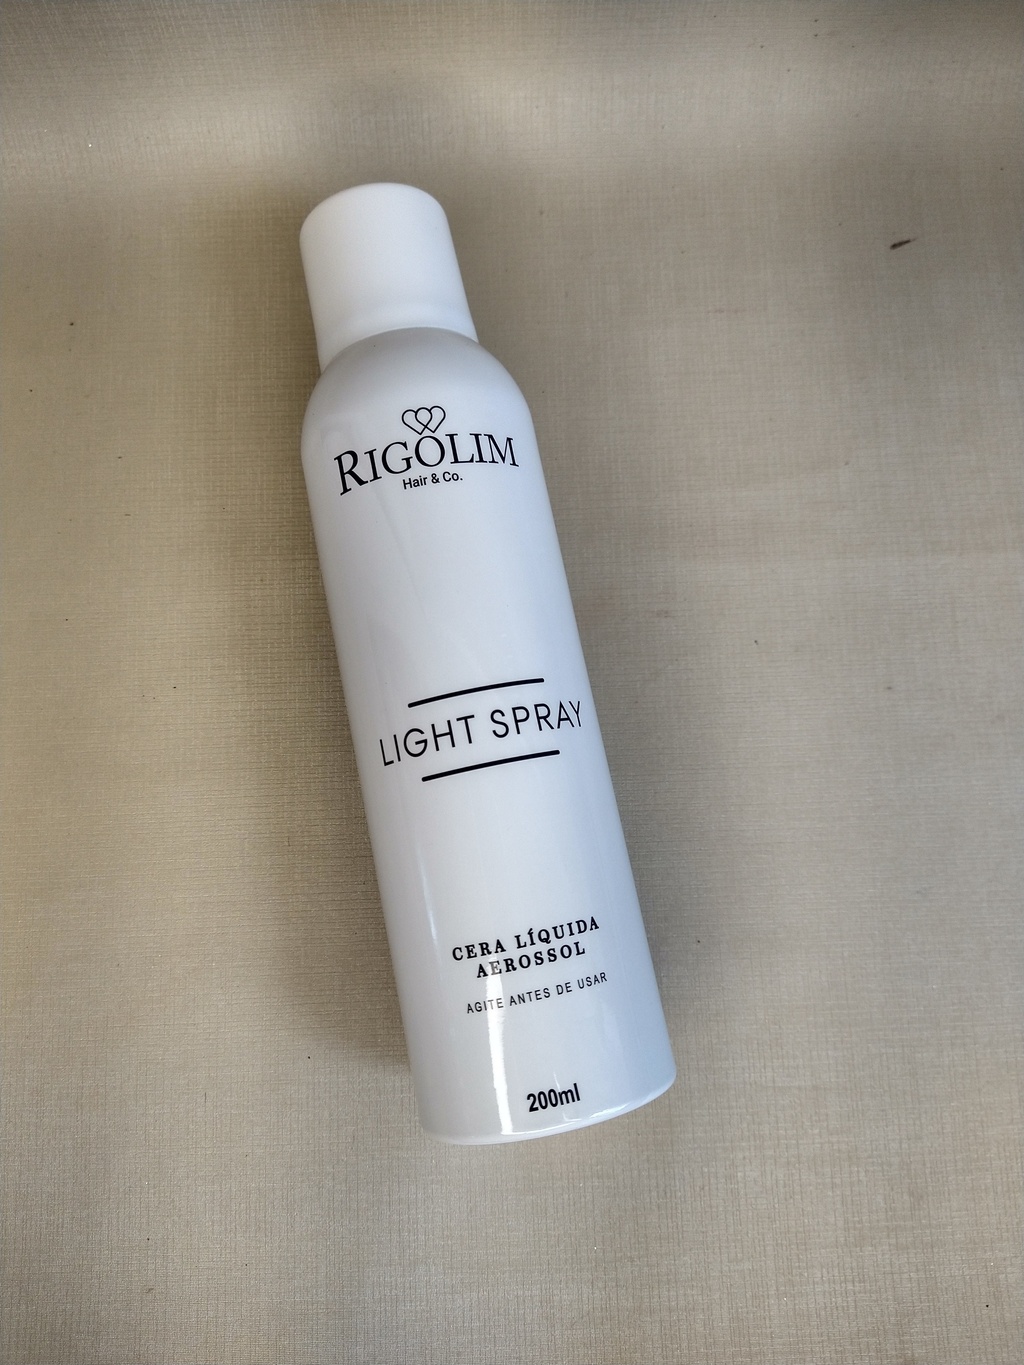 RIGOLIM
Hair & Co.
LIGHT SPRAY
CERA LÍQUIDA
AEROSSOL
AGITE ANTES DE USAR
200ml